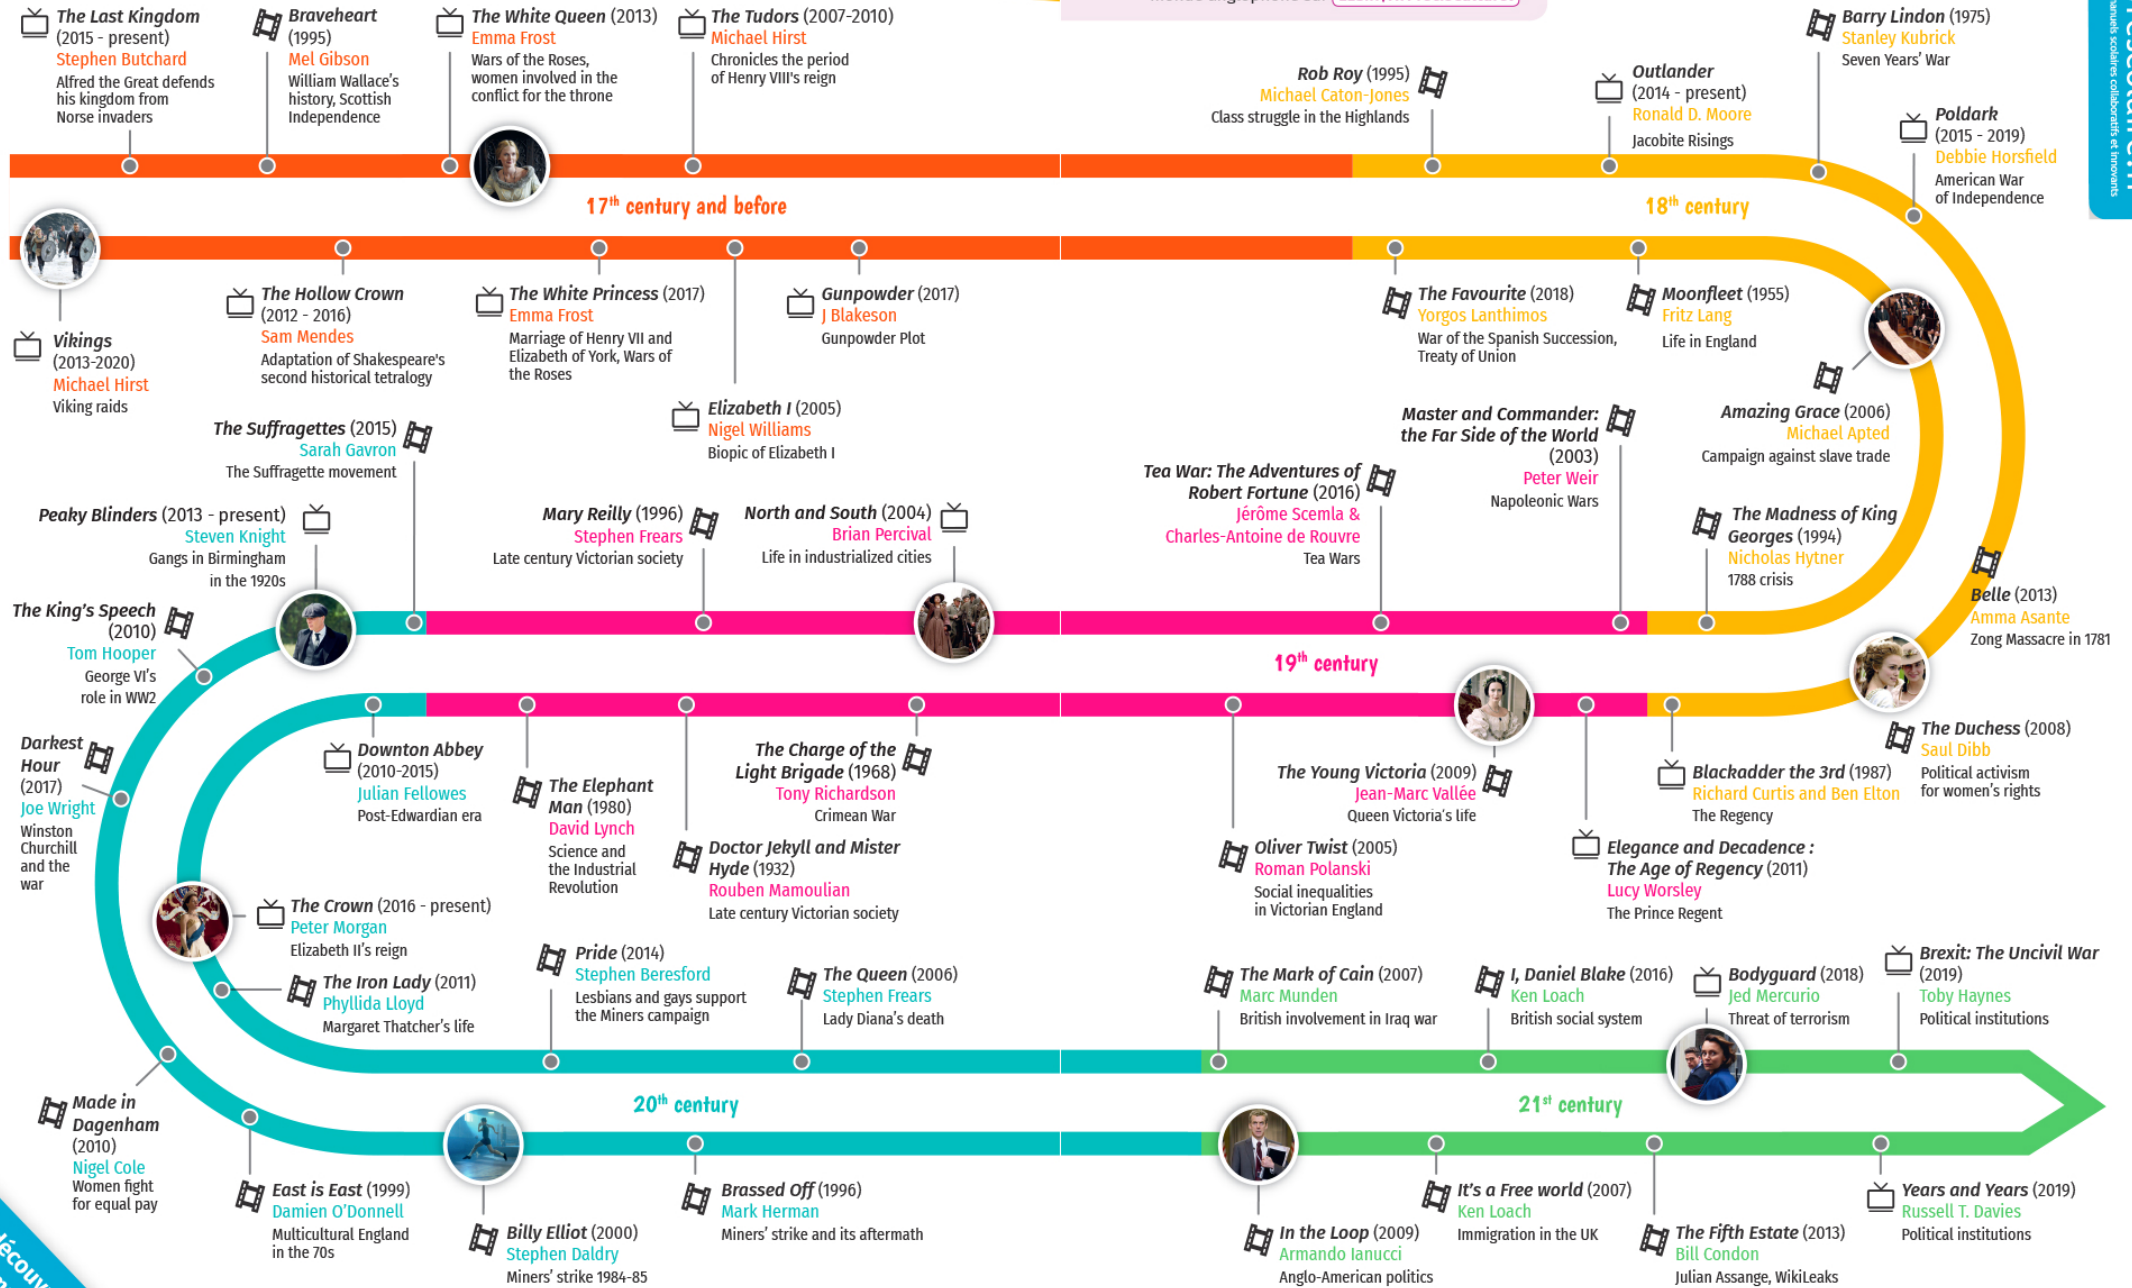 The Last Kingdom
(2015 - present)
Stephen Butchard
Alfred the Great defends
his kingdom from
Norse invaders
Braveheart
(1995)
Mel Gibson
William Wallace's
history, Scottish
Independence
The White Queen (2013)
Emma Frost
Wars of the Roses,
women involved in the
conflict for the throne
The Tudors (2007-2010)
Michael Hirst
Chronicles the period
of Henry VIII's reign
Rob Roy (1995)
Michael Caton-Jones
Class struggle in the Highlands
Outlander
(2014 - present)
Ronald D. Moore
Jacobite Risings
Barry Lindon (1975)
Stanley Kubrick
Seven Years' War
Poldark
(2015 - 2019)
Debbie Horsfield
American War
of Independence
manuels scolaires collaboratifs et innovants
17th century and before
18th century
Vikings
(2013-2020)
Michael Hirst
Viking raids
The Hollow Crown
(2012 - 2016)
Sam Mendes
Adaptation of Shakespeare's
second historical tetralogy
The White Princess (2017)
Emma Frost
Marriage of Henry VII and
Elizabeth of York, Wars of
the Roses
Elizabeth I (2005)
Nigel Williams
Biopic of Elizabeth I
Gunpowder (2017)
J Blakeson
Gunpowder Plot
The Favourite (2018)
Yorgos Lanthimos
War of the Spanish Succession,
Treaty of Union
Moonfleet (1955)
Fritz Lang
Life in England
Amazing Grace (2006)
Michael Apted
Campaign against slave trade
The Suffragettes (2015)
Sarah Gavron
The Suffragette movement
Peaky Blinders (2013 - present)
Steven Knight
Gangs in Birmingham
in the 1920s
Mary Reilly (1996)
Stephen Frears
Late century Victorian society
North and South (2004)
Brian Percival
Life in industrialized cities
Tea War: The Adventures of
Robert Fortune (2016)
Jérôme Scemla &
Charles-Antoine de Rouvre
Tea Wars
Master and Commander:
the Far Side of the World
(2003)
Peter Weir
Napoleonic Wars
The Madness of King
Georges (1994)
Nicholas Hytner
1788 crisis
Belle (2013)
Amma Asante
Zong Massacre in 1781
The King's Speech
(2010)
Tom Hooper
George VI's
role in WW2
19th century
Darkest
Hour
(2017)
Joe Wright
Winston
Churchill
and the
war
Downton Abbey
(2010-2015)
Julian Fellowes
Post-Edwardian era
The Elephant
Man (1980)
David Lynch
Science and
the Industrial
Revolution
Doctor Jekyll and Mister
Hyde (1932)
Rouben Mamoulian
Late century Victorian society
The Charge of the
Light Brigade (1968)
Tony Richardson
Crimean War
Oliver Twist (2005)
Roman Polanski
Social inequalities
in Victorian England
The Young Victoria (2009)
Jean-Marc Vallée
Queen Victoria's life
Elegance and Decadence :
The Age of Regency (2011)
Lucy Worsley
The Prince Regent
Blackadder the 3rd (1987)
Richard Curtis and Ben Elton
The Regency
The Duchess (2008)
Saul Dibb
Political activism
for women's rights
The Crown (2016 - present)
Peter Morgan
Elizabeth II's reign
The Iron Lady (2011)
Phyllida Lloyd
Margaret Thatcher's life
Pride (2014)
Stephen Beresford
Lesbians and gays support
the Miners campaign
The Queen (2006)
Stephen Frears
Lady Diana's death
The Mark of Cain (2007)
Marc Munden
British involvement in Iraq war
I, Daniel Blake (2016)
Ken Loach
British social system
Bodyguard (2018)
Jed Mercurio
Threat of terrorism
Brexit: The Uncivil War
(2019)
Toby Haynes
Political institutions
20th century
21st century
Made in
Dagenham
(2010)
Nigel Cole
Women fight
for equal pay
East is East (1999)
Damien O'Donnell
Multicultural England
in the 70s
Billy Elliot (2000)
Stephen Daldry
Miners' strike 1984-85
Brassed Off (1996)
Mark Herman
Miners' strike and its aftermath
In the Loop (2009)
Armando Ianucci
Anglo-American politics
It's a Free world (2007)
Ken Loach
Immigration in the UK
The Fifth Estate (2013)
Bill Condon
Julian Assange, WikiLeaks
Years and Years (2019)
Russell T. Davies
Political institutions